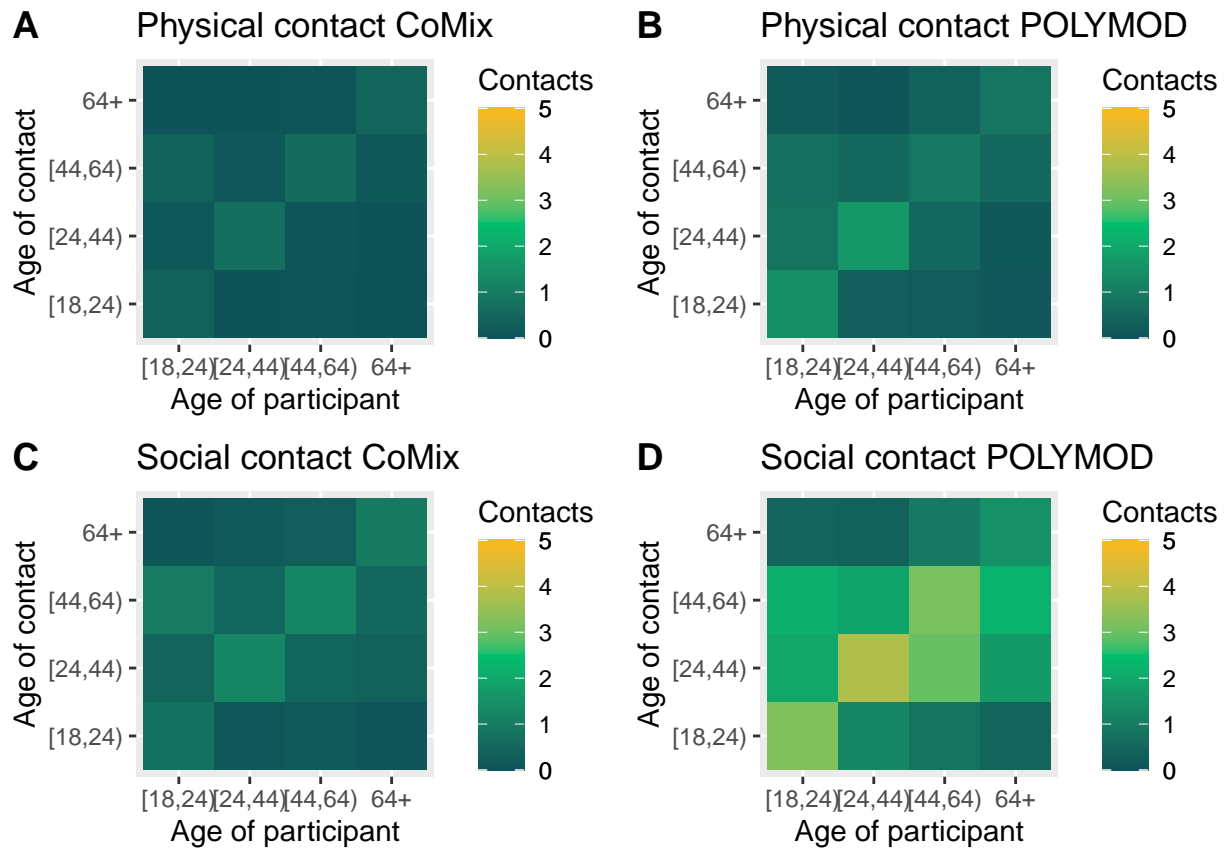 A Physical contact CoMix
Contacts
5
4
3
2
1
0
Age of contact
64+
[44,64)
[24,44)
[18,24)
[18,24) [24,44) [44,64) 64+
Age of participant
B Physical contact POLYMOD
Contacts
5
4
3
2
1
0
Age of contact
64+
[44,64)
[24,44)
[18,24)
[18,24) [24,44) [44,64) 64+
Age of participant
C Social contact CoMix
Contacts
5
4
3
2
1
0
Age of contact
64+
[44,64)
[24,44)
[18,24)
[18,24) [24,44) [44,64) 64+
Age of participant
D Social contact POLYMOD
Contacts
5
4
3
2
1
0
Age of contact
64+
[44,64)
[24,44)
[18,24)
[18,24) [24,44) [44,64) 64+
Age of participant